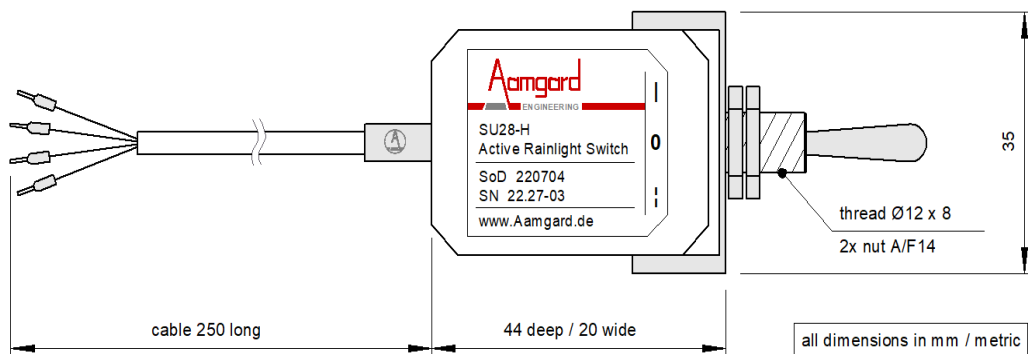 Aamgard
ENGINEERING
SU28-H
Active Rainlight Switch
SoD 220704
SN 22.27-03
www.Aamgard.de
I
0
¦
A
35
thread Ø12 x 8
2x nut A/F14
cable 250 long
44 deep / 20 wide
all dimensions in mm / metric